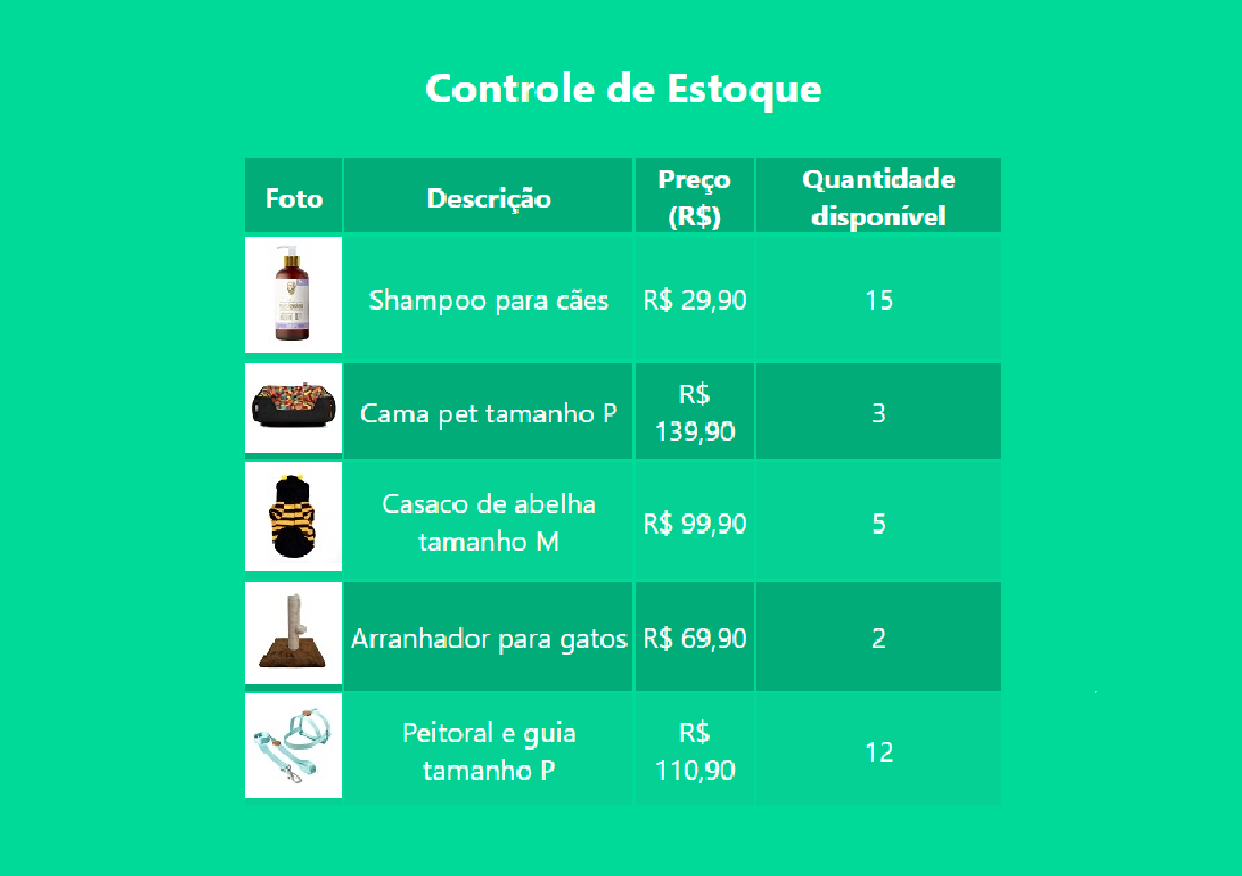 Controle de Estoque
Foto
Descrição
Preço
(R$)
Quantidade
disponível
Shampoo para cães
R$ 29,90
15
Cama pet tamanho P
R$
139,90
3
Casaco de abelha
tamanho M
R$ 99,90
5
Arranhador para gatos
R$ 69,90
2
Peitoral e guia
tamanho P
R$
110,90
12